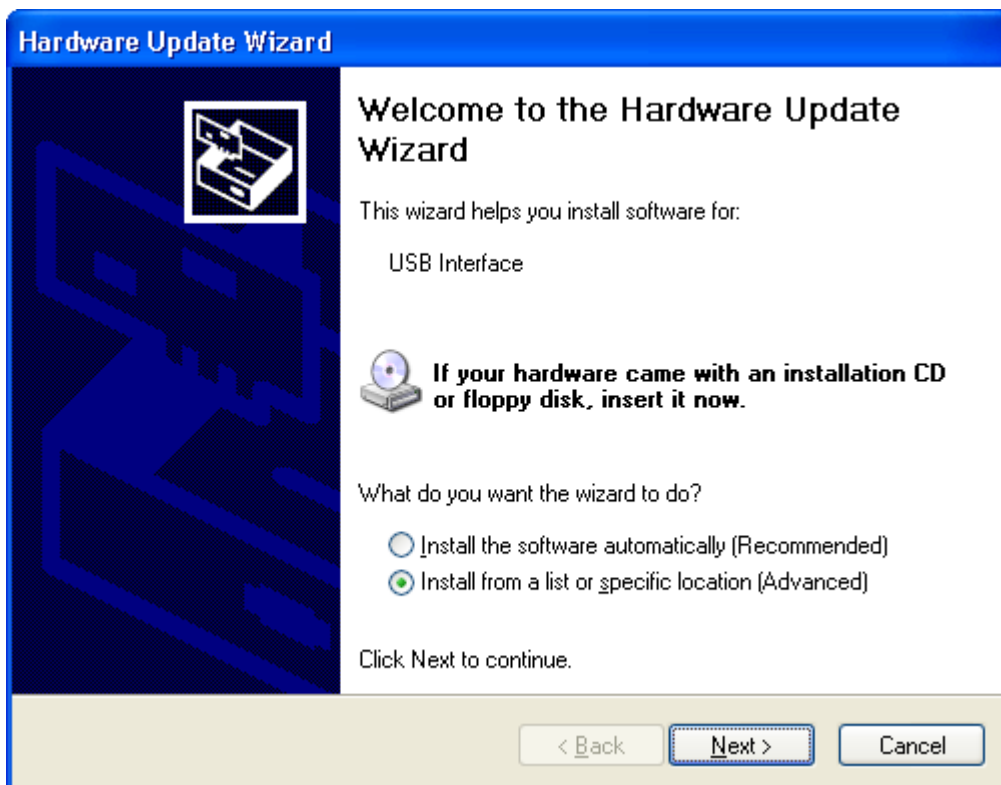 Hardware Update Wizard
Welcome to the Hardware Update
Wizard
This wizard helps you install software for:
USB Interface
If your hardware came with an installation CD
or floppy disk, insert it now.
What do you want the wizard to do?
Install the software automatically (Recommended)
Install from a list or specific location (Advanced)
Click Next to continue.
< Back
Next >
Cancel